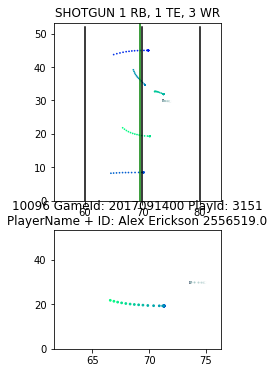 SHOTGUN 1 RB, 1 TE, 3 WR
50
40
30
20
10
0
60 70 80
10096 GameId: 2017091400 PlayId: 3151
PlayerName + ID: Alex Erickson 2556519.0
40
20
0
65 70 75